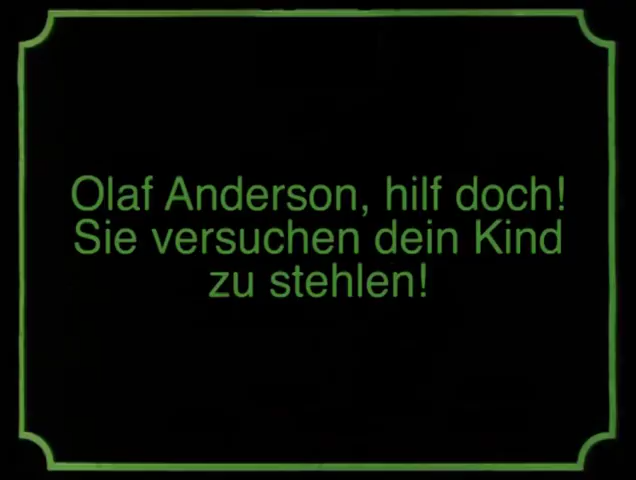 Olaf Anderson, hilf doch!
Sie versuchen dein Kind
zu stehlen!